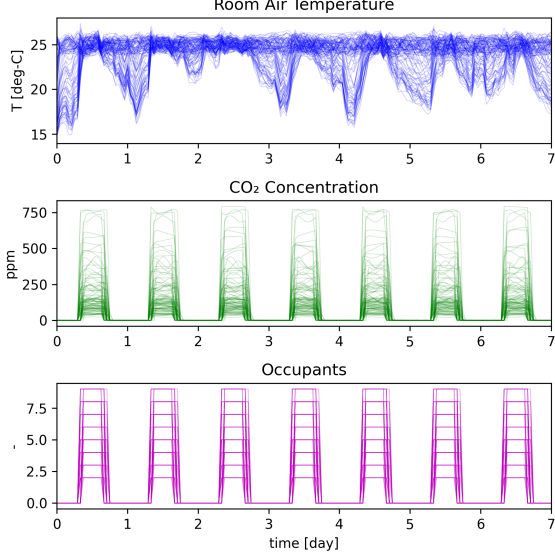 Room Air Temperature
T [deg-C]
25
20
15
0 1 2 3 4 5 6 7
CO₂ Concentration
ppm
750
500
250
0
0 1 2 3 4 5 6 7
Occupants
-
7.5
5.0
2.5
0.0
0 1 2 3 4 5 6 7
time [day]